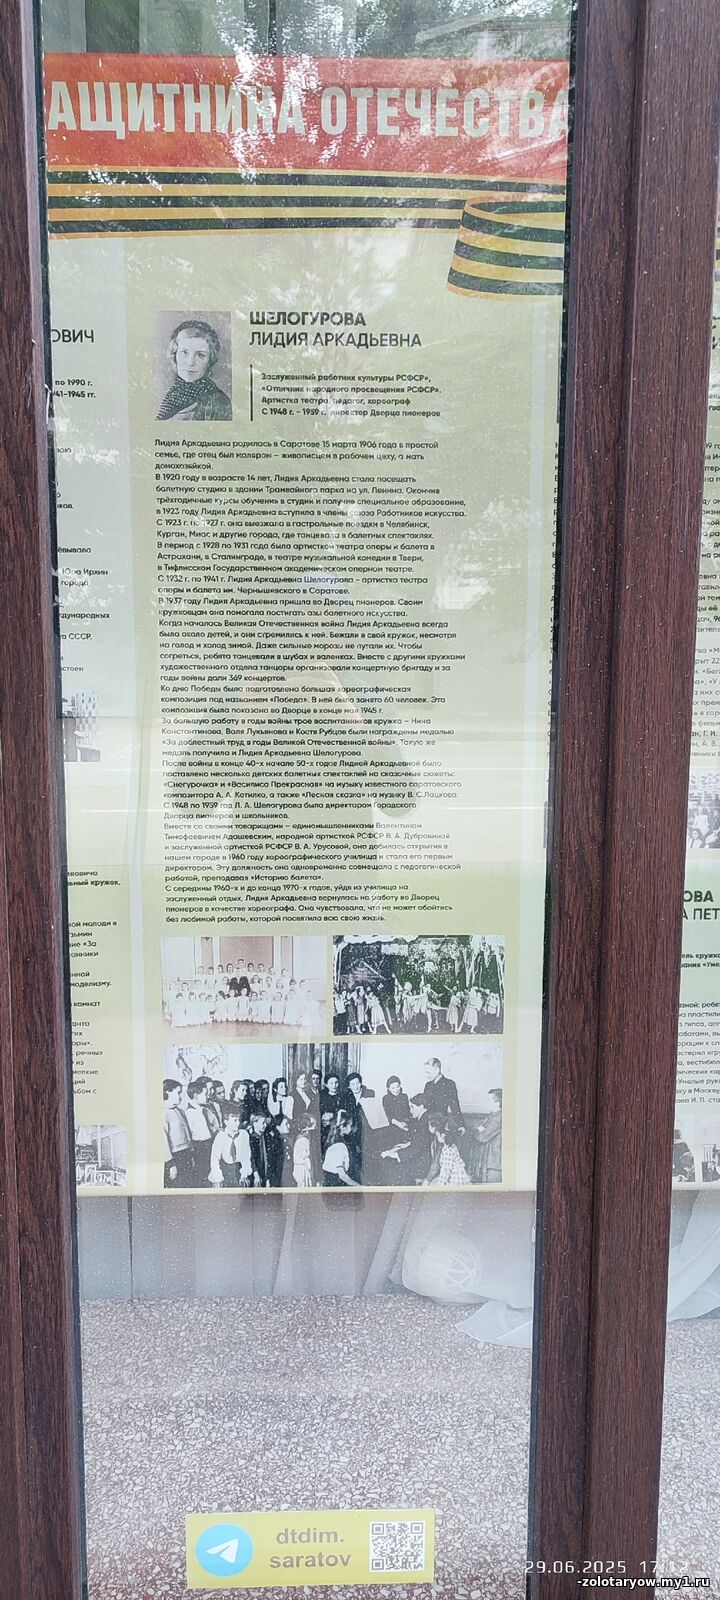 АЩИТНИКА ОТЕЧЕСТВА
ОВИЧ
по 1990 г.
41-1945 гг.
ШЕЛОГУРОВА
ЛИДИЯ АРКАДЬЕВНА
Заслуженный работник культуры РСФСР»,
«Отличник народного просвещения РСФСР».
Артистка театра, педагог, хореограф
С 1948 г. - 1959 г. директор Дворца пионеров
Лидия Аркадьевна родилась в Саратове 15 марта 1906 года в простой
семье, где отец был маляром – живописцем в рабочем цеху, а мать
домохозяйкой.
В 1920 году в возрасте 14 лет, Лидия Аркадьевна стала посещать
балетную студию в здании Трамвайного парка на ул. Ленина. Окончив
трёхгодичные курсы обучения в студии и получив специальное образование,
в 1923 году Лидия Аркадьевна вступила в члены союза Работников искусства.
С 1923 г. по 1927 г. она выезжала в гастрольные поездки в Челябинск,
Курган, Миас и другие города, где танцевала в балетных спектаклях.
В период с 1928 по 1931 года была артисткой театра оперы и балета в
Астрахани, в Сталинграде, в театре музыкальной комедии в Твери,
в Тифлисском Государственном академическом оперном театре.
С 1932 г. по 1941 г. Лидия Аркадьевна Шелогурова - артистка театра
оперы и балета им. Чернышевского в Саратове.
В 1937 году Лидия Аркадьевна пришла во Дворец пионеров. Своим
кружковцам она помогала постигать азы балетного искусства.
Когда началась Великая Отечественная война Лидия Аркадьевна всегда
была около детей, и они стремились к ней. Бежали в свой кружок, несмотря
на голод и холод зимой. Даже сильные морозы не пугали их. Чтобы
согреться, ребята танцевали в шубах и валенках. Вместе с другими кружками
художественного отдела танцоры организовали концертную бригаду и за
годы войны дали 369 концертов.
Ко дню Победы была подготовлена большая хореографическая
композиция под названием «Победа». В ней было занято 60 человек. Эта
композиция была показана во Дворце в конце мая 1945 г.
За большую работу в годы войны трое воспитанников кружка – Нина
Константинова, Валя Лукьянова и Костя Рубцов были награждены медалью
«За доблестный труд в годы Великой Отечественной войны». Такую же
медаль получила и Лидия Аркадьевна Шелогурова.
После войны в конце 40-х начале 50-х годов Лидией Аркадьевной было
поставлено несколько детских балетных спектаклей на сказочные сюжеты:
«Снегурочка» и «Василиса Прекрасная» на музыку известного саратовского
композитора А. А. Котилко, а также «Лесная сказка» на музыку В. С.Лацкова.
С 1948 по 1959 год Л. А. Шелогурова была директором Городского
Дворца пионеров и школьников.
Вместе со своими товарищами – единомышленниками Валентином
Тимофеевичем Адашевским, народной артисткой РСФСР В. А. Дубровиной
и заслуженной артисткой РСФСР В. А. Урусовой, она добилась открытия в
нашем городе в 1960 году хореографического училища и стала его первым
директором. Эту должность она одновременно совмещала с педагогической
работой, преподавая «Историю балета».
С середины 1960-х и до конца 1970-х годов, уйдя из училища на
заслуженный отдых, Лидия Аркадьевна вернулась на работу во Дворец
пионеров в качестве хореографа. Она чувствовала, что не может обойтись
без любимой работы, которой посвятила всю свою жизнь.
dtdim.
saratov
29.06.2025 17:12
-zolotaryow.my1.ru